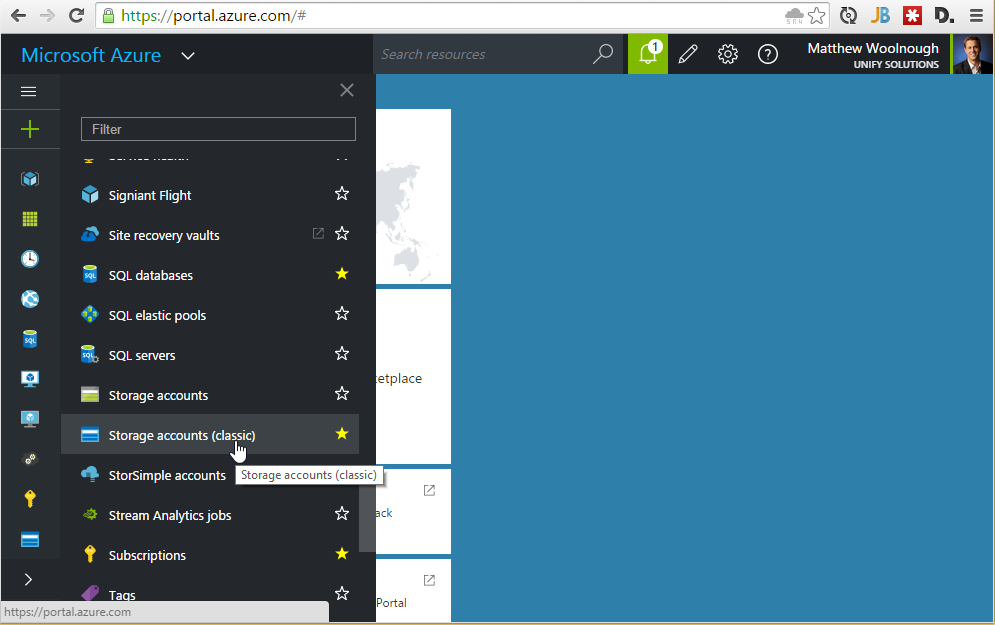 https://portal.azure.com/#
JB
D.
Microsoft Azure
Search resources
1
Matthew Woolnough
UNIFY SOLUTIONS
Filter
Signiant Flight
Site recovery vaults
SQL
SQL databases
SQL elastic pools
SQL
SQL servers
Storage accounts
etplace
Storage accounts (classic)
StorSimple accounts
Storage accounts (classic)
Stream Analytics jobs
ack
Subscriptions
Tags
Portal
SQL
https://portal.azure.com